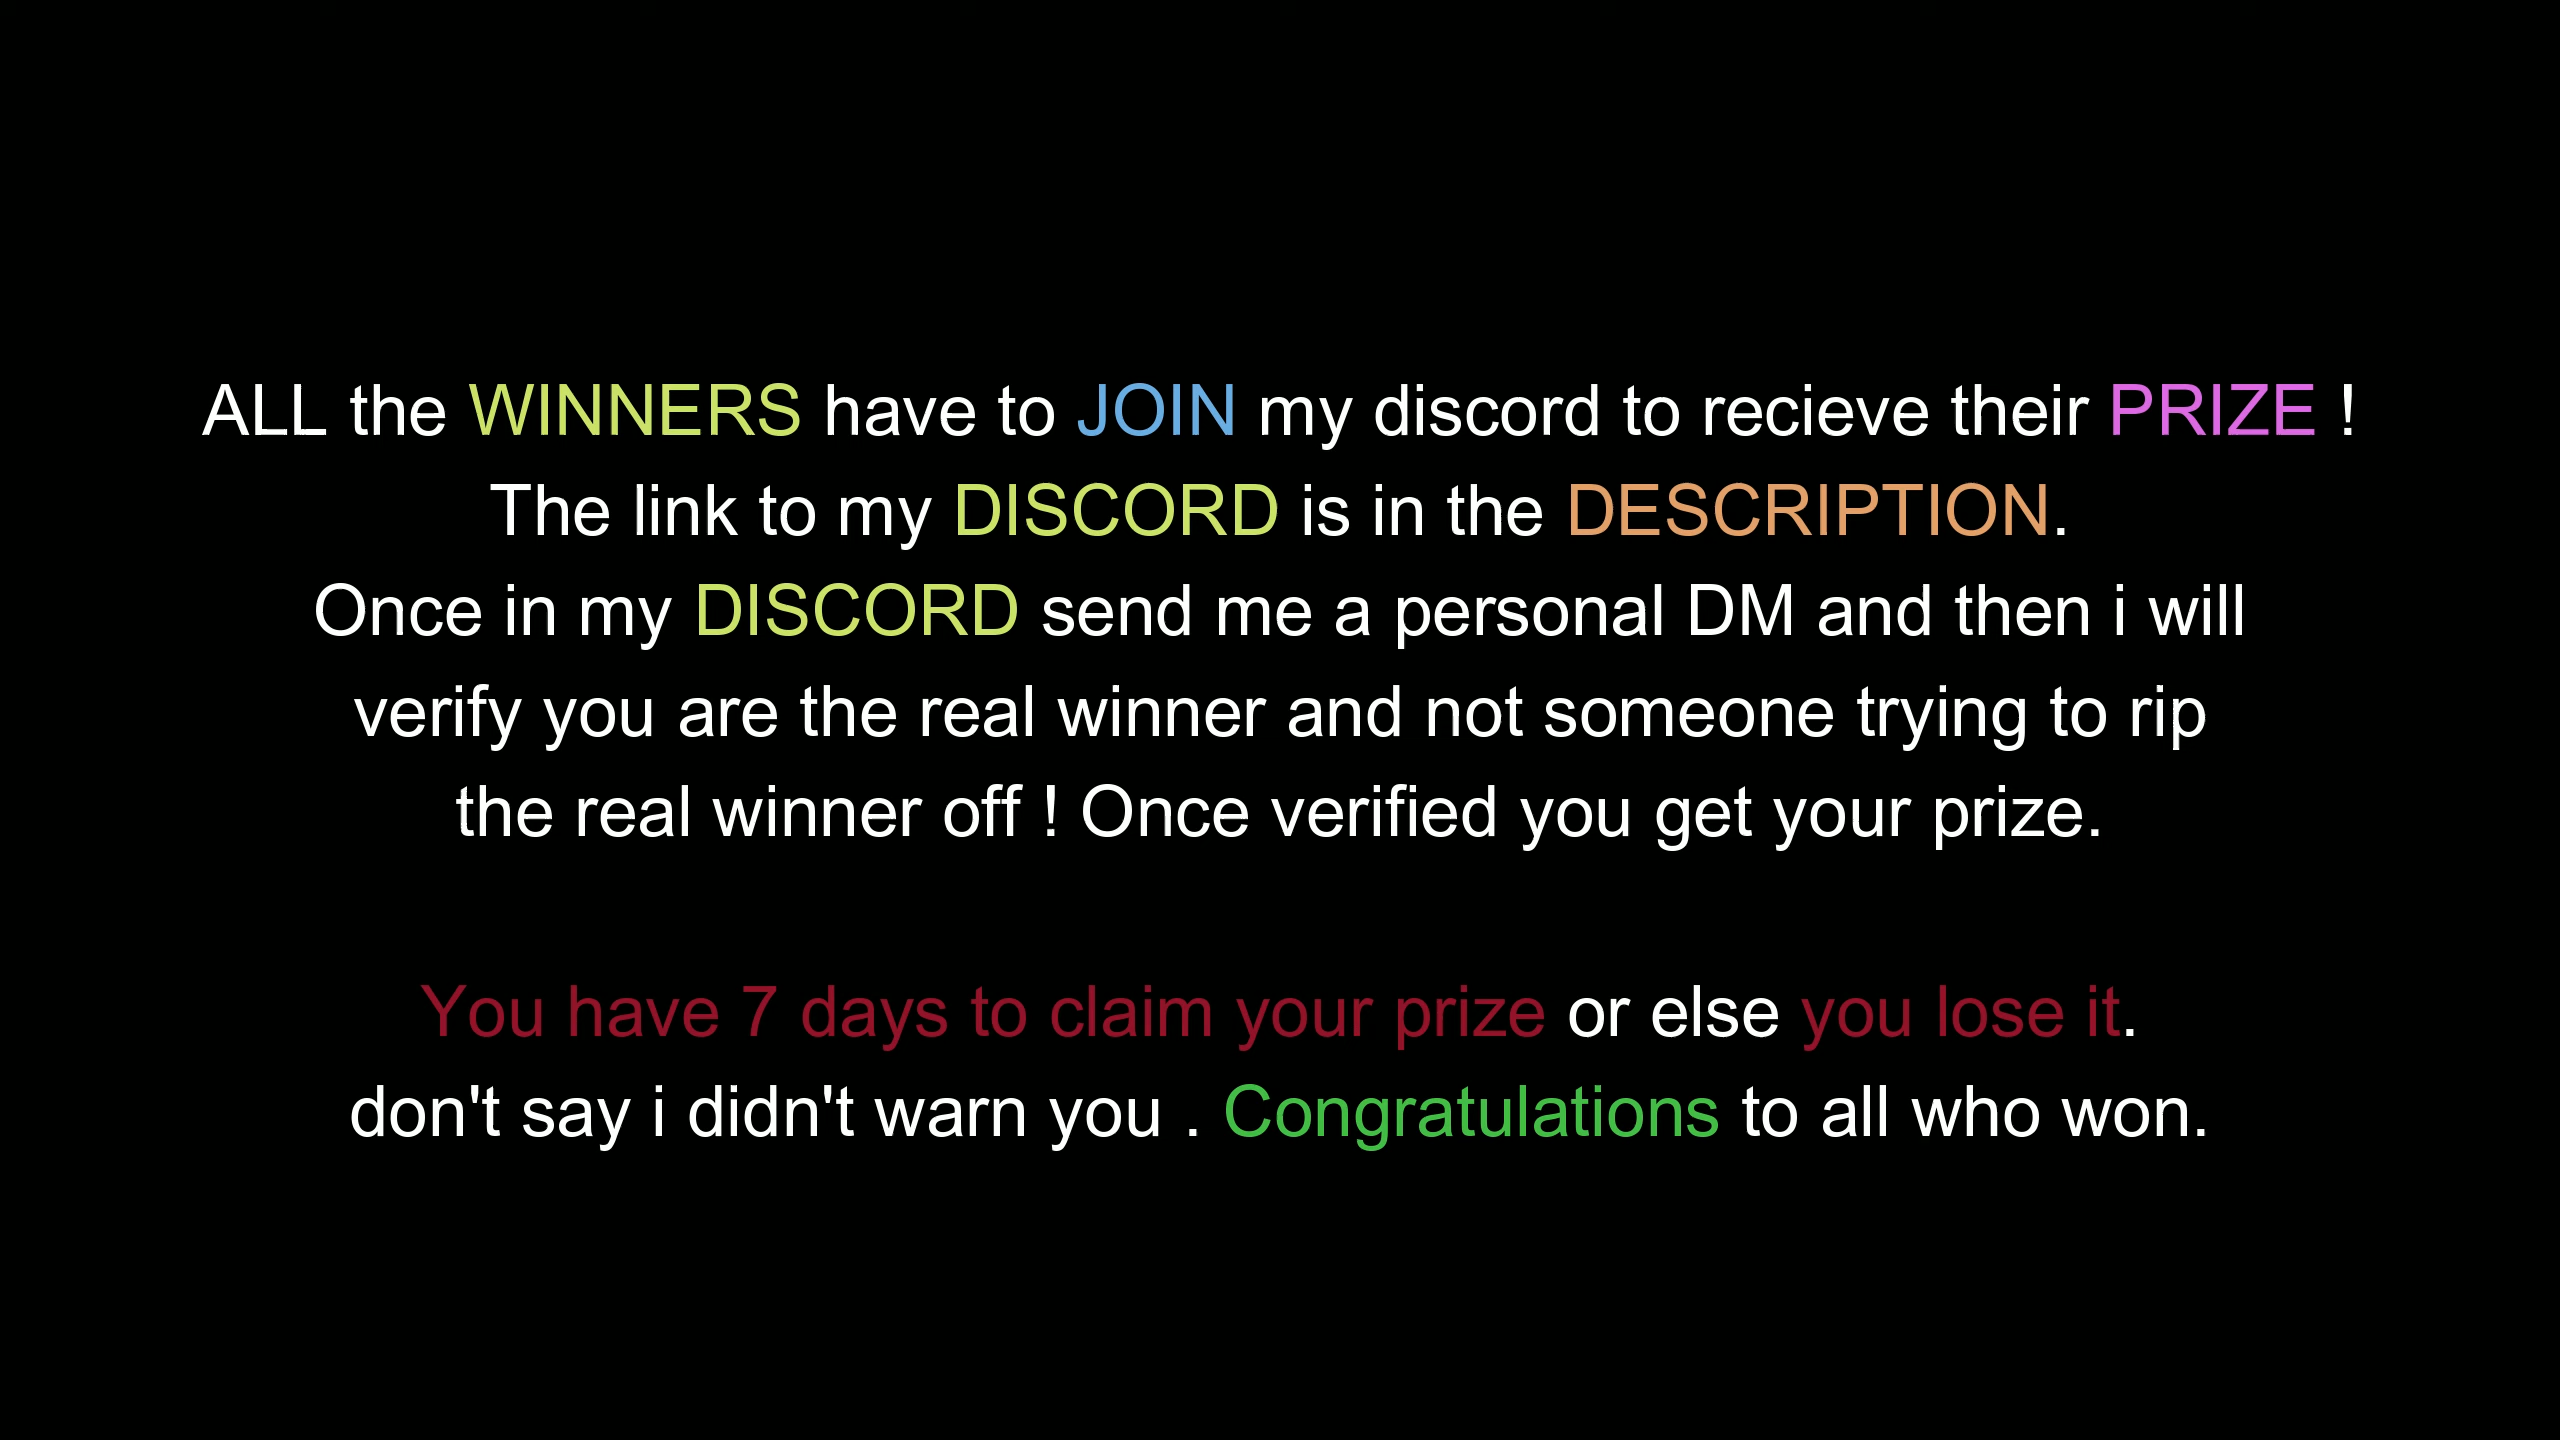 ALL the WINNERS have to JOIN my discord to recieve their PRIZE !
The link to my DISCORD is in the DESCRIPTION.
Once in my DISCORD send me a personal DM and then i will
verify you are the real winner and not someone trying to rip
the real winner off ! Once verified you get your prize.
You have 7 days to claim your prize or else you lose it.
don't say i didn't warn you . Congratulations to all who won.